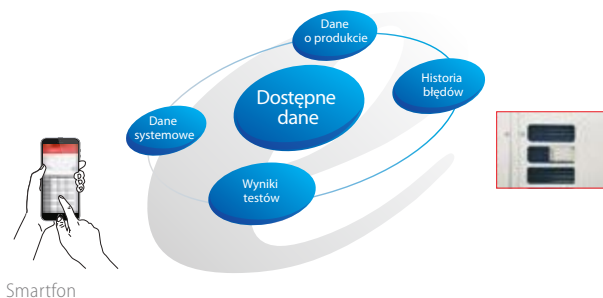 Dane
o produkcie
Historia
błędów
Dostępne
dane
Dane
systemowe
Wyniki
testów
Smartfon